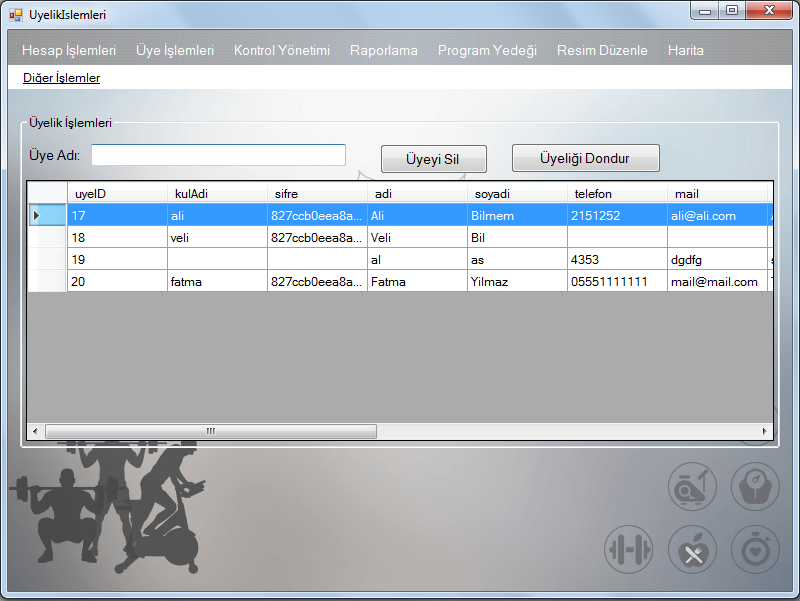 UyelikIslemleri
Hesap İşlemleri Üye İşlemleri Kontrol Yönetimi Raporlama Program Yedeği Resim Düzenle Harita
Diğer İşlemler
Üyelik İşlemleri
Üye Adı: Üyeyi Sil Üyeliği Dondur
uyeID kulAdi sifre adi soyadi telefon mail
17 ali 827ccb0eea8a... Ali Bilmem 2151252 ali@ali.com
18 veli 827ccb0eea8a... Veli Bil
19 al as 4353 dgdfg
20 fatma 827ccb0eea8a... Fatma Yilmaz 05551111111 mail@mail.com